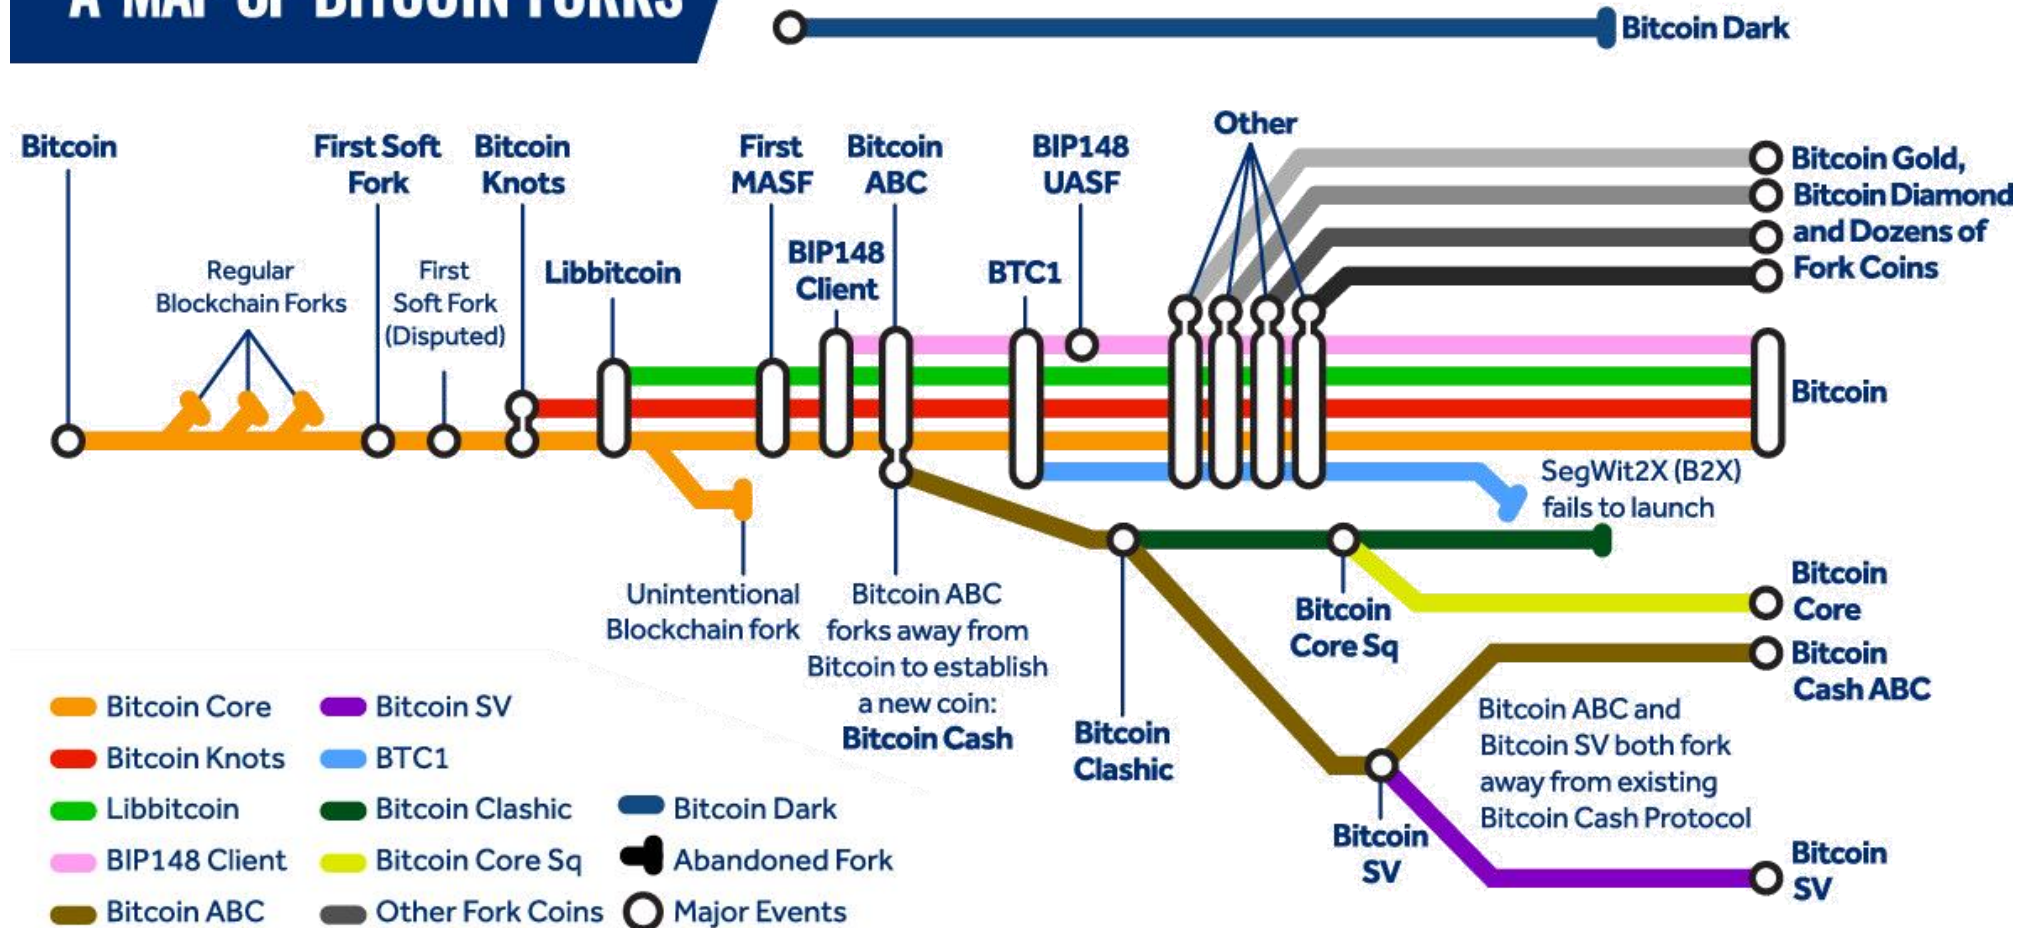 A MAP OF BITCOIN FORKS
Bitcoin Dark
Bitcoin
First Soft
Fork
Bitcoin
Knots
First
MASF
Bitcoin
ABC
BIP148
UASF
Other
Bitcoin Gold,
Bitcoin Diamond
and Dozens of
Fork Coins
Regular
Blockchain Forks
First
Soft Fork
(Disputed)
Libbitcoin
BIP148
Client
BTC1
Bitcoin
SegWit2X (B2X)
fails to launch
Unintentional
Blockchain fork
Bitcoin ABC
forks away from
Bitcoin to establish
a new coin:
Bitcoin Cash
Bitcoin
Clashic
Bitcoin
Core Sq
Bitcoin
Core
Bitcoin
Cash ABC
Bitcoin ABC and
Bitcoin SV both fork
away from existing
Bitcoin Cash Protocol
Bitcoin
SV
Bitcoin
SV
Bitcoin Core
Bitcoin Knots
Libbitcoin
BIP148 Client
Bitcoin ABC
Bitcoin SV
BTC1
Bitcoin Clashic
Bitcoin Core Sq
Other Fork Coins
Bitcoin Dark
Abandoned Fork
Major Events